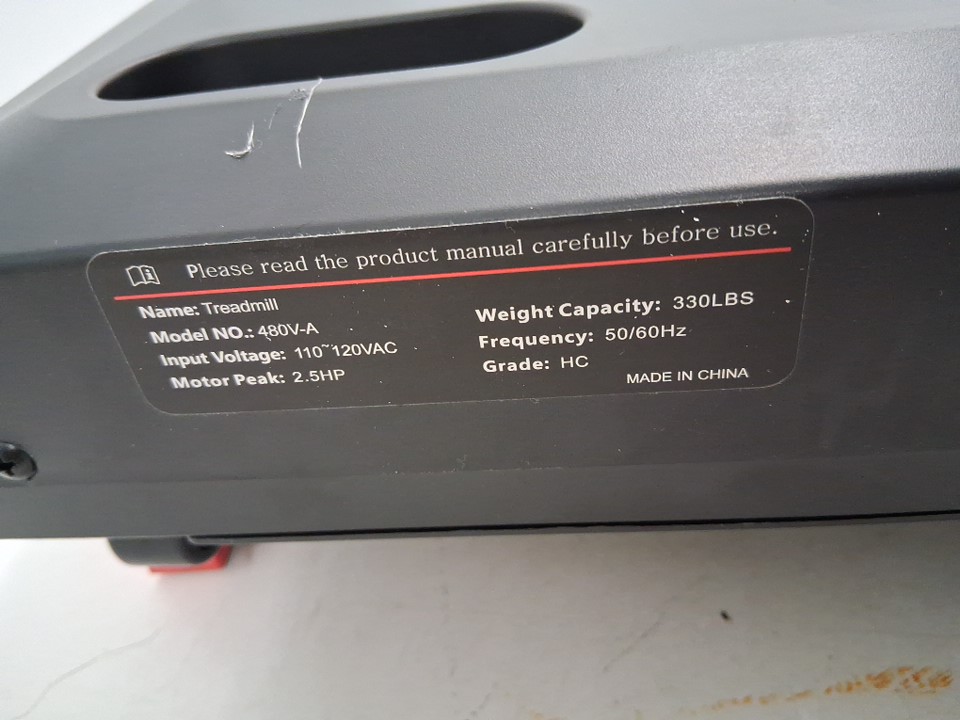 Please read the product manual carefully before use.
Name: Treadmill
Model NO.: 480V-A
Input Voltage: 110~120VAC
Motor Peak: 2.5HP
Weight Capacity: 330LBS
Frequency: 50/60Hz
Grade: HC
MADE IN CHINA